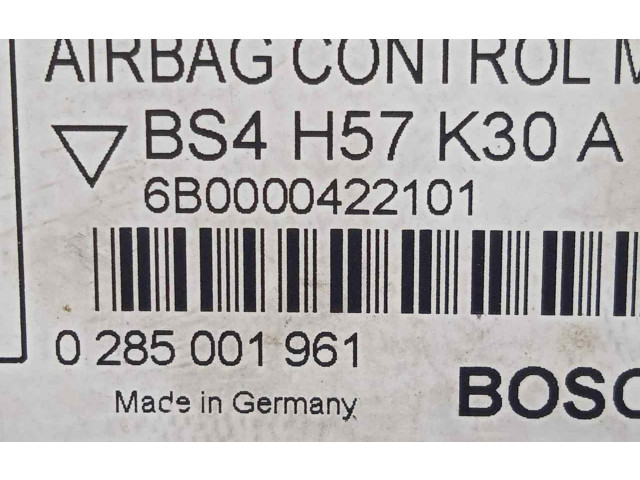 AIRBAG CONTROL M
BS4 H57 K30 A
6B0000422101
0 285 001 961
Made in Germany
BOSC